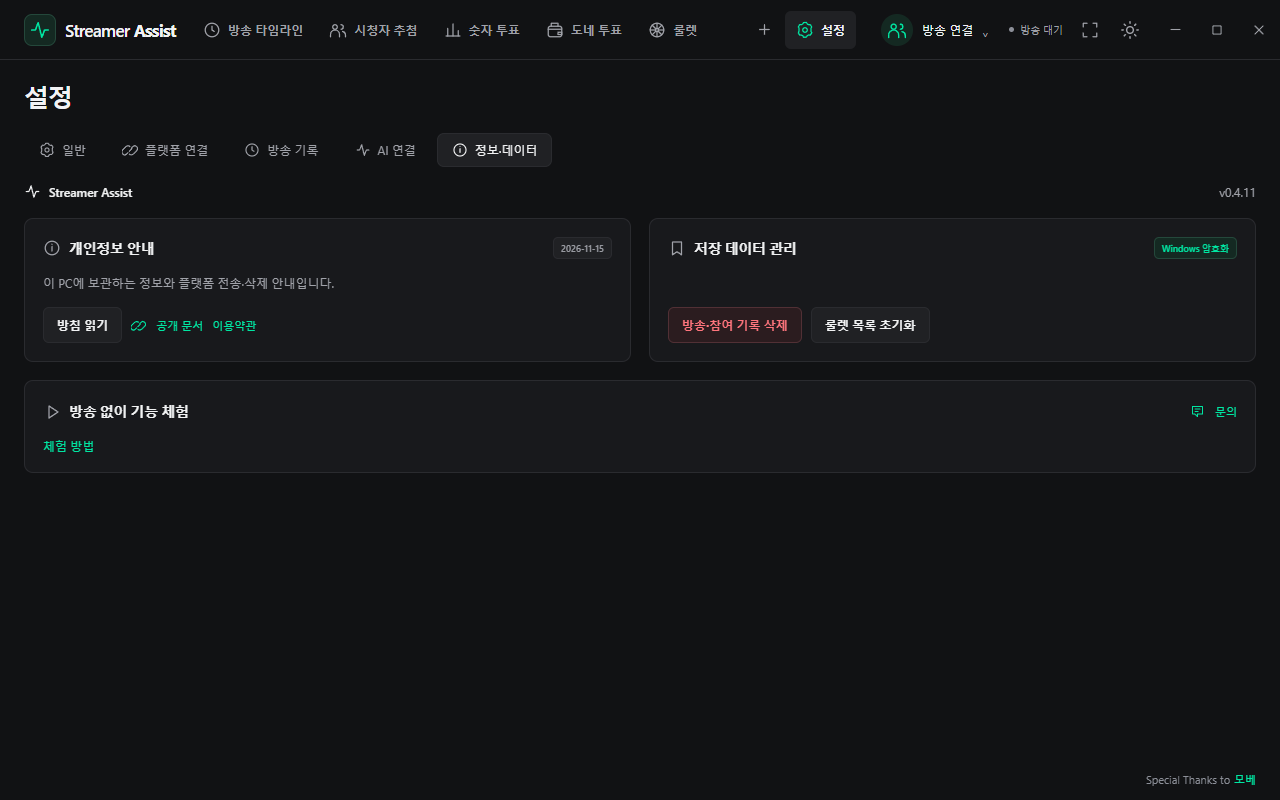 Streamer Assist 방송 타임라인 시청자 추첨 숫자 투표 도네 투표 룰렛 설정 방송 연결 방송 대기
설정
일반 플랫폼 연결 방송 기록 AI 연결 정보·데이터
Streamer Assist v0.4.11
개인정보 안내 2026-11-15
이 PC에 보관하는 정보와 플랫폼 전송·삭제 안내입니다.
방침 읽기 공개 문서 이용약관
저장 데이터 관리 Windows 암호화
방송·참여 기록 삭제 룰렛 목록 초기화
방송 없이 기능 체험 문의
체험 방법
Special Thanks to 모베